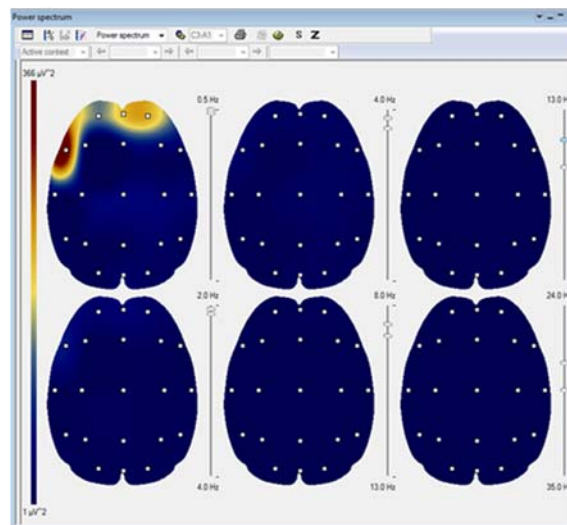 Power spectrum
Power spectrum C3-A1 S Z
Active context
366 µV^2 0.5 Hz 4.0 Hz 13.0 Hz
2.0 Hz 8.0 Hz 24.0 Hz
1 µV^2 4.0 Hz 13.0 Hz 35.0 Hz